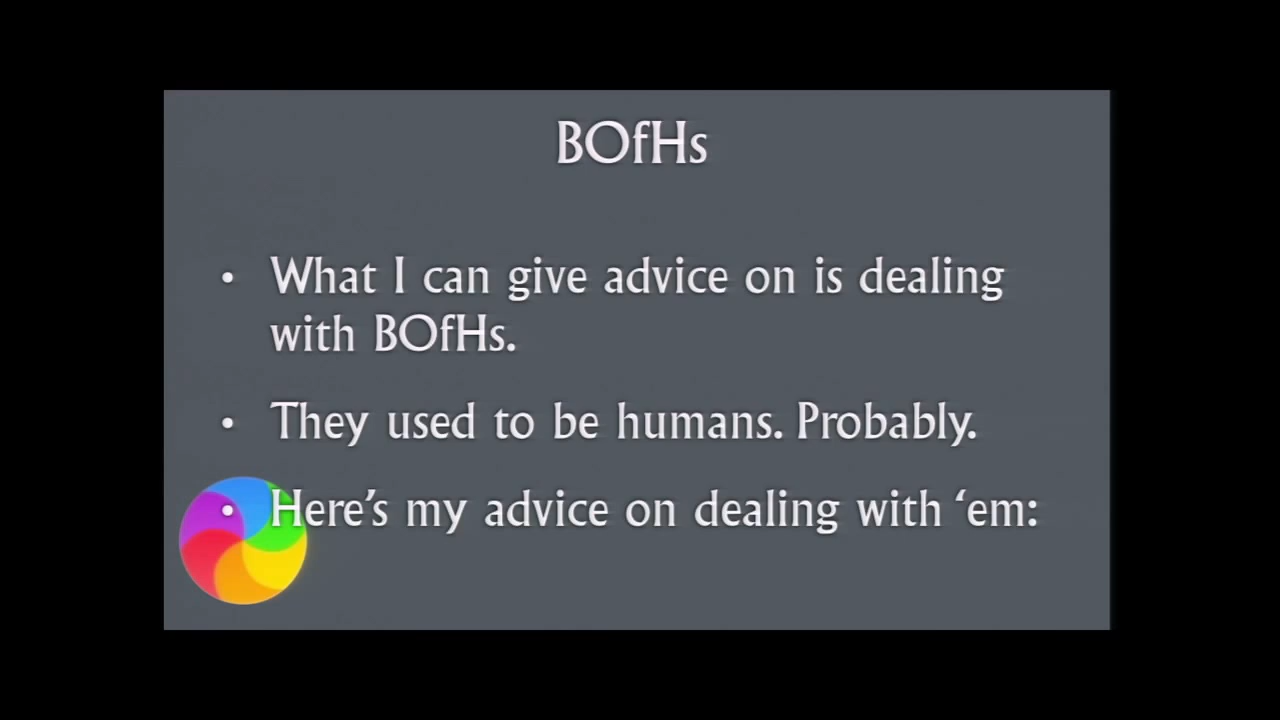 BOfHs
• What I can give advice on is dealing
with BOfHs.
• They used to be humans. Probably.
• Here’s my advice on dealing with ‘em: